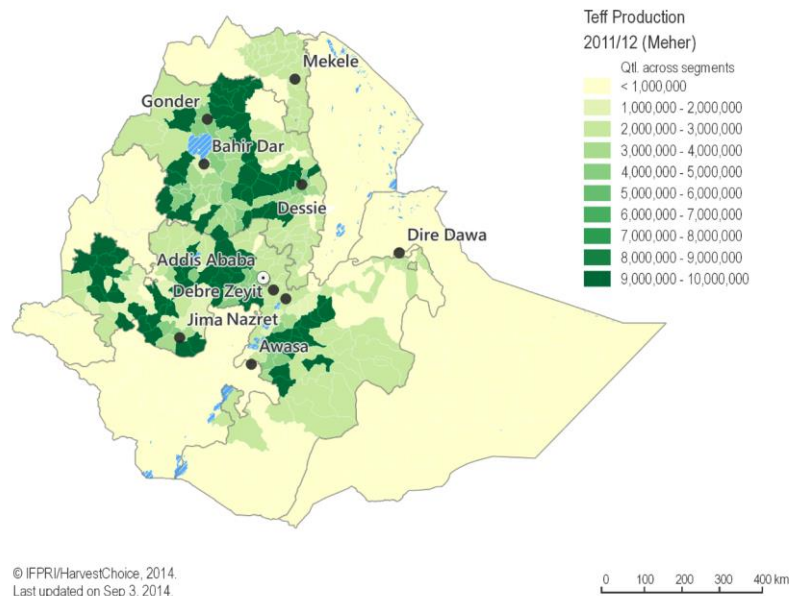 Teff Production
2011/12 (Meher)
Qtl. across segments
< 1,000,000
1,000,000 - 2,000,000
2,000,000 - 3,000,000
3,000,000 - 4,000,000
4,000,000 - 5,000,000
5,000,000 - 6,000,000
6,000,000 - 7,000,000
7,000,000 - 8,000,000
8,000,000 - 9,000,000
9,000,000 - 10,000,000
Mekele
Gonder
Bahir Dar
Dessie
Dire Dawa
Addis Ababa
Debre Zeyit
Jima Nazret
Awasa
© IFPRI/HarvestChoice, 2014.
Last updated on Sep 3, 2014.
0 100 200 300 400 km